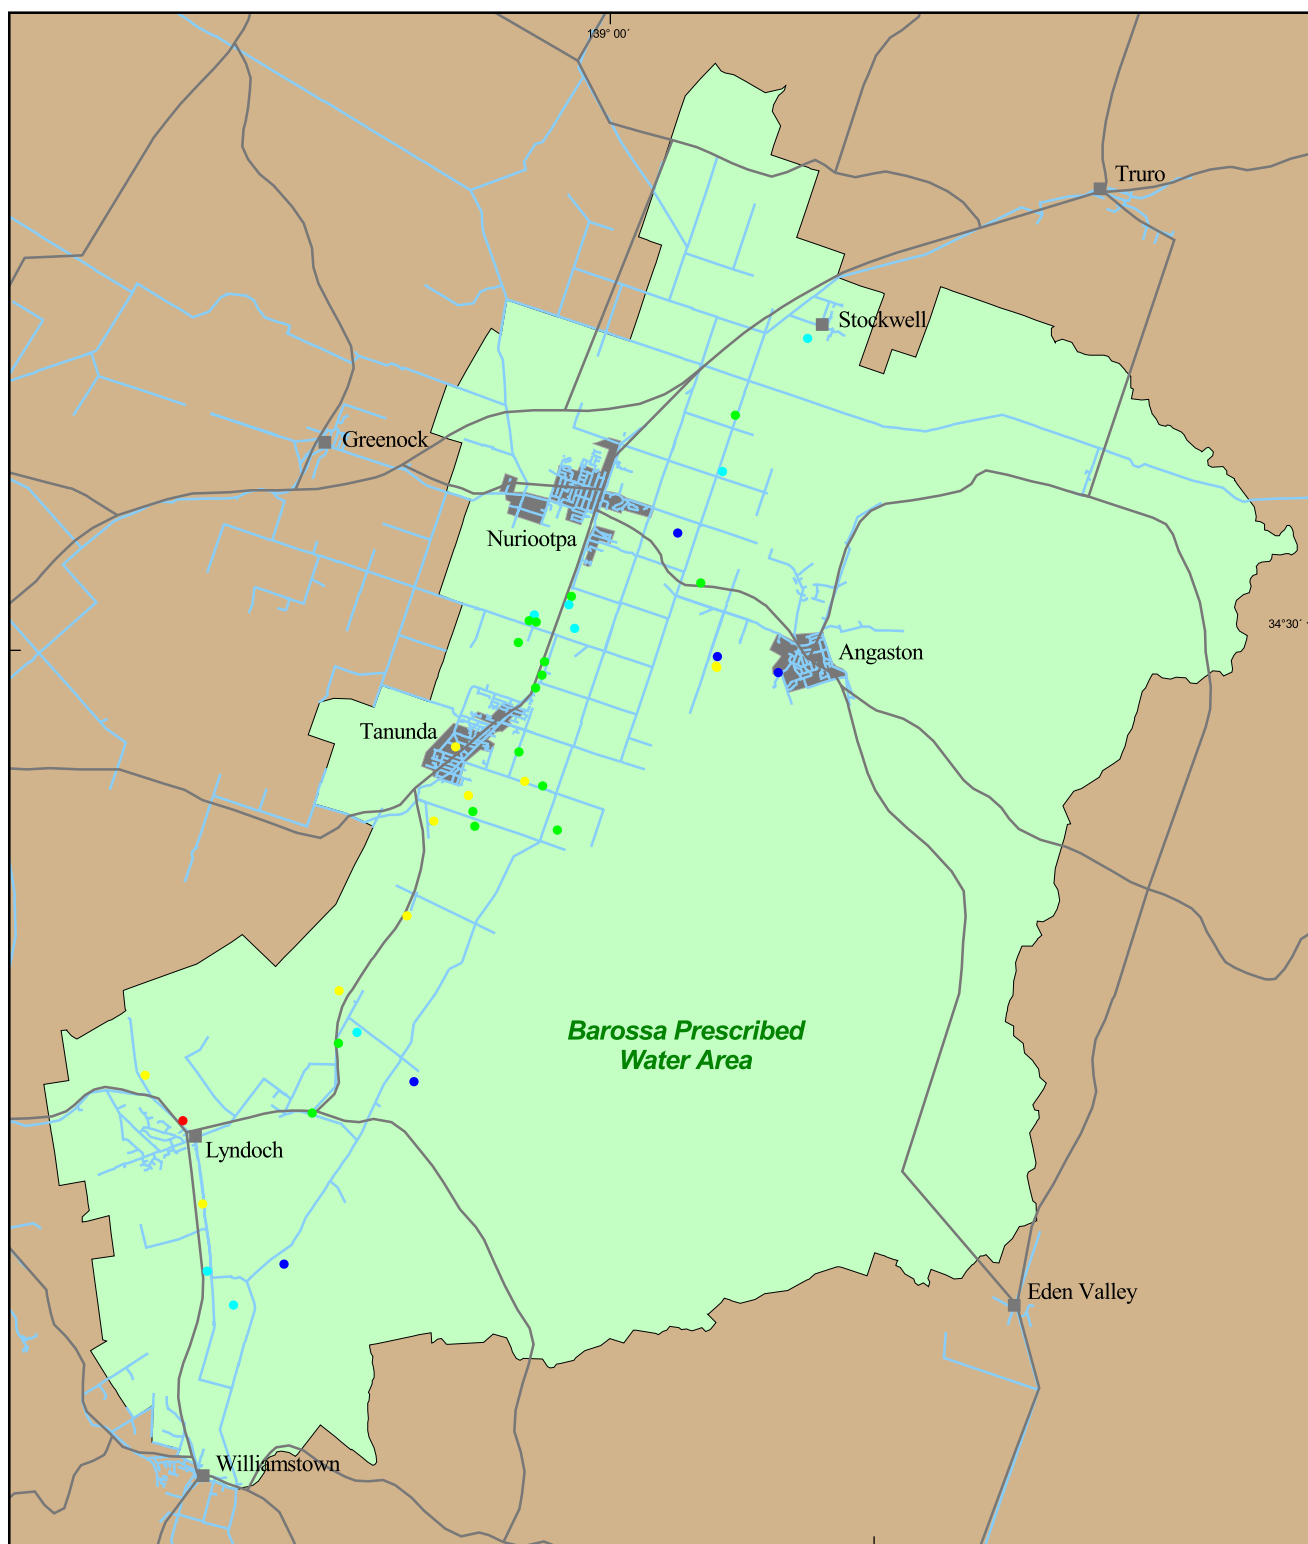 139° 00´
Truro
Stockwell
Greenock
Nuriootpa
34°30´
Angaston
Tanunda
Barossa Prescribed
Water Area
Lyndoch
Eden Valley
Williamstown